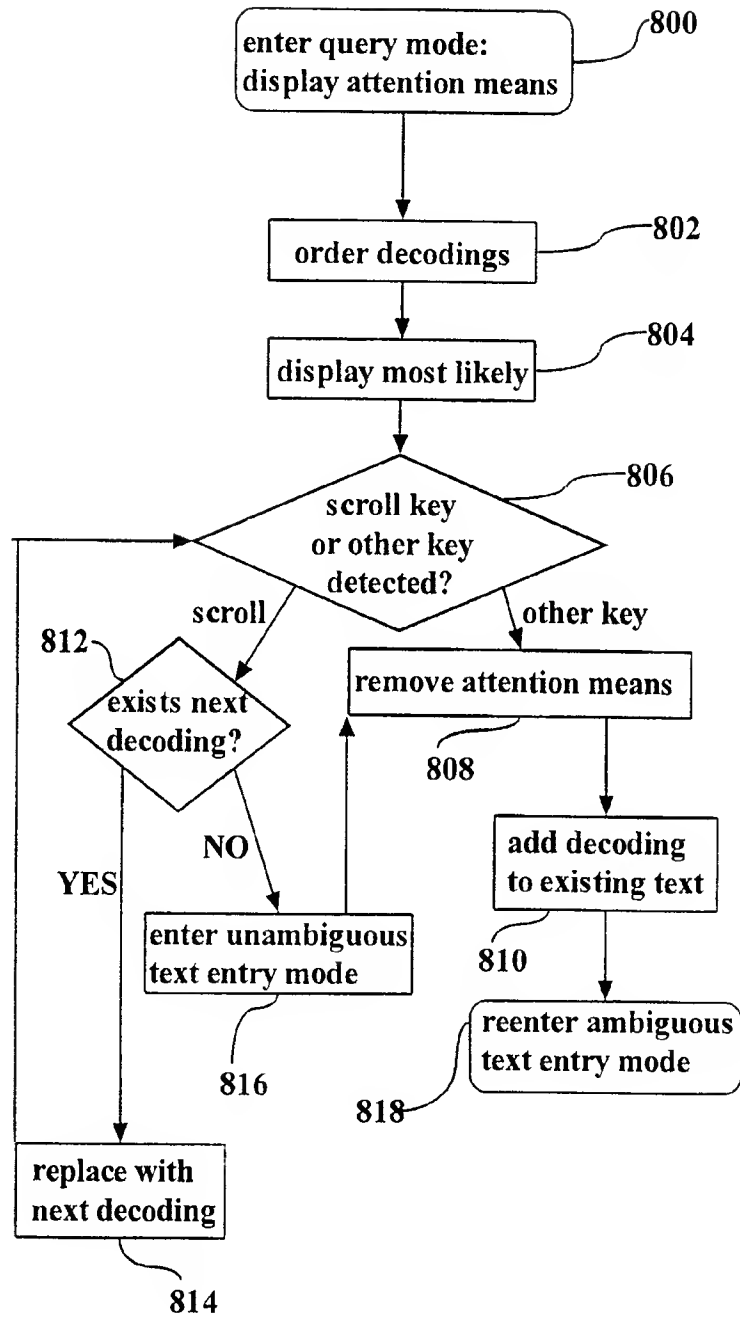 800
enter query mode:
display attention means
802
order decodings
804
display most likely
806
scroll key
or other key
detected?
scroll
other key
812
exists next
decoding?
remove attention means
808
NO
YES
add decoding
to existing text
810
enter unambiguous
text entry mode
816
reenter ambiguous
text entry mode
818
replace with
next decoding
814